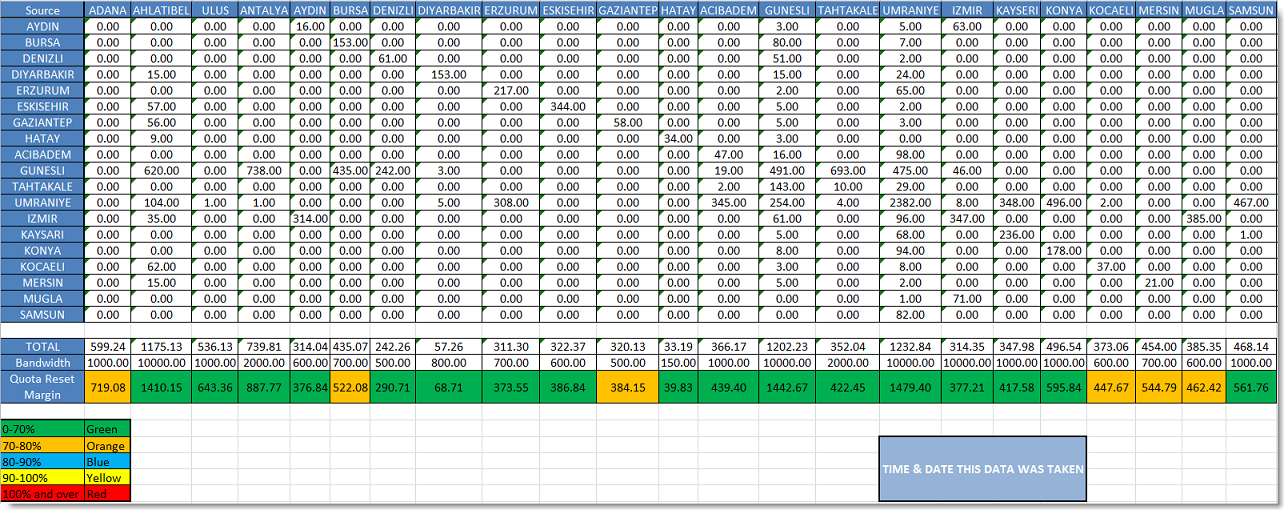 Source ADANA AHLATIBEL ULUS ANTALYA AYDIN BURSA DENIZLI DIYARBAKIR ERZURUM ESKISEHIR GAZIANTEP HATAY ACIBADEM GUNESLI TAHTAKALE UMRANIYE IZMIR KAYSERI KONYA KOCAELI MERSIN MUGLA SAMSUN
AYDIN 0.00 0.00 0.00 0.00 16.00 0.00 0.00 0.00 0.00 0.00 0.00 0.00 0.00 3.00 0.00 5.00 63.00 0.00 0.00 0.00 0.00 0.00 0.00
BURSA 0.00 0.00 0.00 0.00 0.00 153.00 0.00 0.00 0.00 0.00 0.00 0.00 0.00 80.00 0.00 7.00 0.00 0.00 0.00 0.00 0.00 0.00 0.00
DENIZLI 0.00 0.00 0.00 0.00 0.00 0.00 61.00 0.00 0.00 0.00 0.00 0.00 0.00 51.00 0.00 2.00 0.00 0.00 0.00 0.00 0.00 0.00 0.00
DIYARBAKIR 0.00 15.00 0.00 0.00 0.00 0.00 0.00 153.00 0.00 0.00 0.00 0.00 0.00 15.00 0.00 24.00 0.00 0.00 0.00 0.00 0.00 0.00 0.00
ERZURUM 0.00 0.00 0.00 0.00 0.00 0.00 0.00 0.00 217.00 0.00 0.00 0.00 0.00 2.00 0.00 65.00 0.00 0.00 0.00 0.00 0.00 0.00 0.00
ESKISEHIR 0.00 57.00 0.00 0.00 0.00 0.00 0.00 0.00 0.00 344.00 0.00 0.00 0.00 5.00 0.00 2.00 0.00 0.00 0.00 0.00 0.00 0.00 0.00
GAZIANTEP 0.00 56.00 0.00 0.00 0.00 0.00 0.00 0.00 0.00 0.00 58.00 0.00 0.00 5.00 0.00 3.00 0.00 0.00 0.00 0.00 0.00 0.00 0.00
HATAY 0.00 9.00 0.00 0.00 0.00 0.00 0.00 0.00 0.00 0.00 0.00 34.00 0.00 3.00 0.00 0.00 0.00 0.00 0.00 0.00 0.00 0.00 0.00
ACIBADEM 0.00 0.00 0.00 0.00 0.00 0.00 0.00 0.00 0.00 0.00 0.00 0.00 47.00 16.00 0.00 98.00 0.00 0.00 0.00 0.00 0.00 0.00 0.00
GUNESLI 0.00 620.00 0.00 738.00 0.00 435.00 242.00 3.00 0.00 0.00 0.00 0.00 19.00 491.00 693.00 475.00 46.00 0.00 0.00 0.00 0.00 0.00 0.00
TAHTAKALE 0.00 0.00 0.00 0.00 0.00 0.00 0.00 0.00 0.00 0.00 0.00 0.00 2.00 143.00 10.00 29.00 0.00 0.00 0.00 0.00 0.00 0.00 0.00
UMRANIYE 0.00 104.00 1.00 1.00 0.00 0.00 0.00 5.00 308.00 0.00 0.00 0.00 345.00 254.00 4.00 2382.00 8.00 348.00 496.00 2.00 0.00 0.00 467.00
IZMIR 0.00 35.00 0.00 0.00 314.00 0.00 0.00 0.00 0.00 0.00 0.00 0.00 0.00 61.00 0.00 96.00 347.00 0.00 0.00 0.00 0.00 385.00 0.00
KAYSARI 0.00 0.00 0.00 0.00 0.00 0.00 0.00 0.00 0.00 0.00 0.00 0.00 0.00 5.00 0.00 68.00 0.00 236.00 0.00 0.00 0.00 0.00 1.00
KONYA 0.00 0.00 0.00 0.00 0.00 0.00 0.00 0.00 0.00 0.00 0.00 0.00 0.00 8.00 0.00 94.00 0.00 0.00 178.00 0.00 0.00 0.00 0.00
KOCAELI 0.00 62.00 0.00 0.00 0.00 0.00 0.00 0.00 0.00 0.00 0.00 0.00 0.00 3.00 0.00 8.00 0.00 0.00 0.00 37.00 0.00 0.00 0.00
MERSIN 0.00 15.00 0.00 0.00 0.00 0.00 0.00 0.00 0.00 0.00 0.00 0.00 0.00 5.00 0.00 2.00 0.00 0.00 0.00 0.00 21.00 0.00 0.00
MUGLA 0.00 0.00 0.00 0.00 0.00 0.00 0.00 0.00 0.00 0.00 0.00 0.00 0.00 0.00 0.00 1.00 71.00 0.00 0.00 0.00 0.00 0.00 0.00
SAMSUN 0.00 0.00 0.00 0.00 0.00 0.00 0.00 0.00 0.00 0.00 0.00 0.00 0.00 0.00 0.00 82.00 0.00 0.00 0.00 0.00 0.00 0.00 0.00
TOTAL 599.24 1175.13 536.13 739.81 314.04 435.07 242.26 57.26 311.30 322.37 320.13 33.19 366.17 1202.23 352.04 1232.84 314.35 347.98 496.54 373.06 454.00 385.35 468.14
Bandwidth 1000.00 10000.00 1000.00 2000.00 600.00 700.00 500.00 800.00 700.00 600.00 500.00 150.00 1000.00 10000.00 2000.00 10000.00 10000.00 1000.00 1000.00 600.00 700.00 600.00 1000.00
Quota Reset Margin 719.08 1410.15 643.36 887.77 376.84 522.08 290.71 68.71 373.55 386.84 384.15 39.83 439.40 1442.67 422.45 1479.40 377.21 417.58 595.84 447.67 544.79 462.42 561.76
0-70% Green
70-80% Orange
80-90% Blue
90-100% Yellow
100% and over Red
TIME & DATE THIS DATA WAS TAKEN